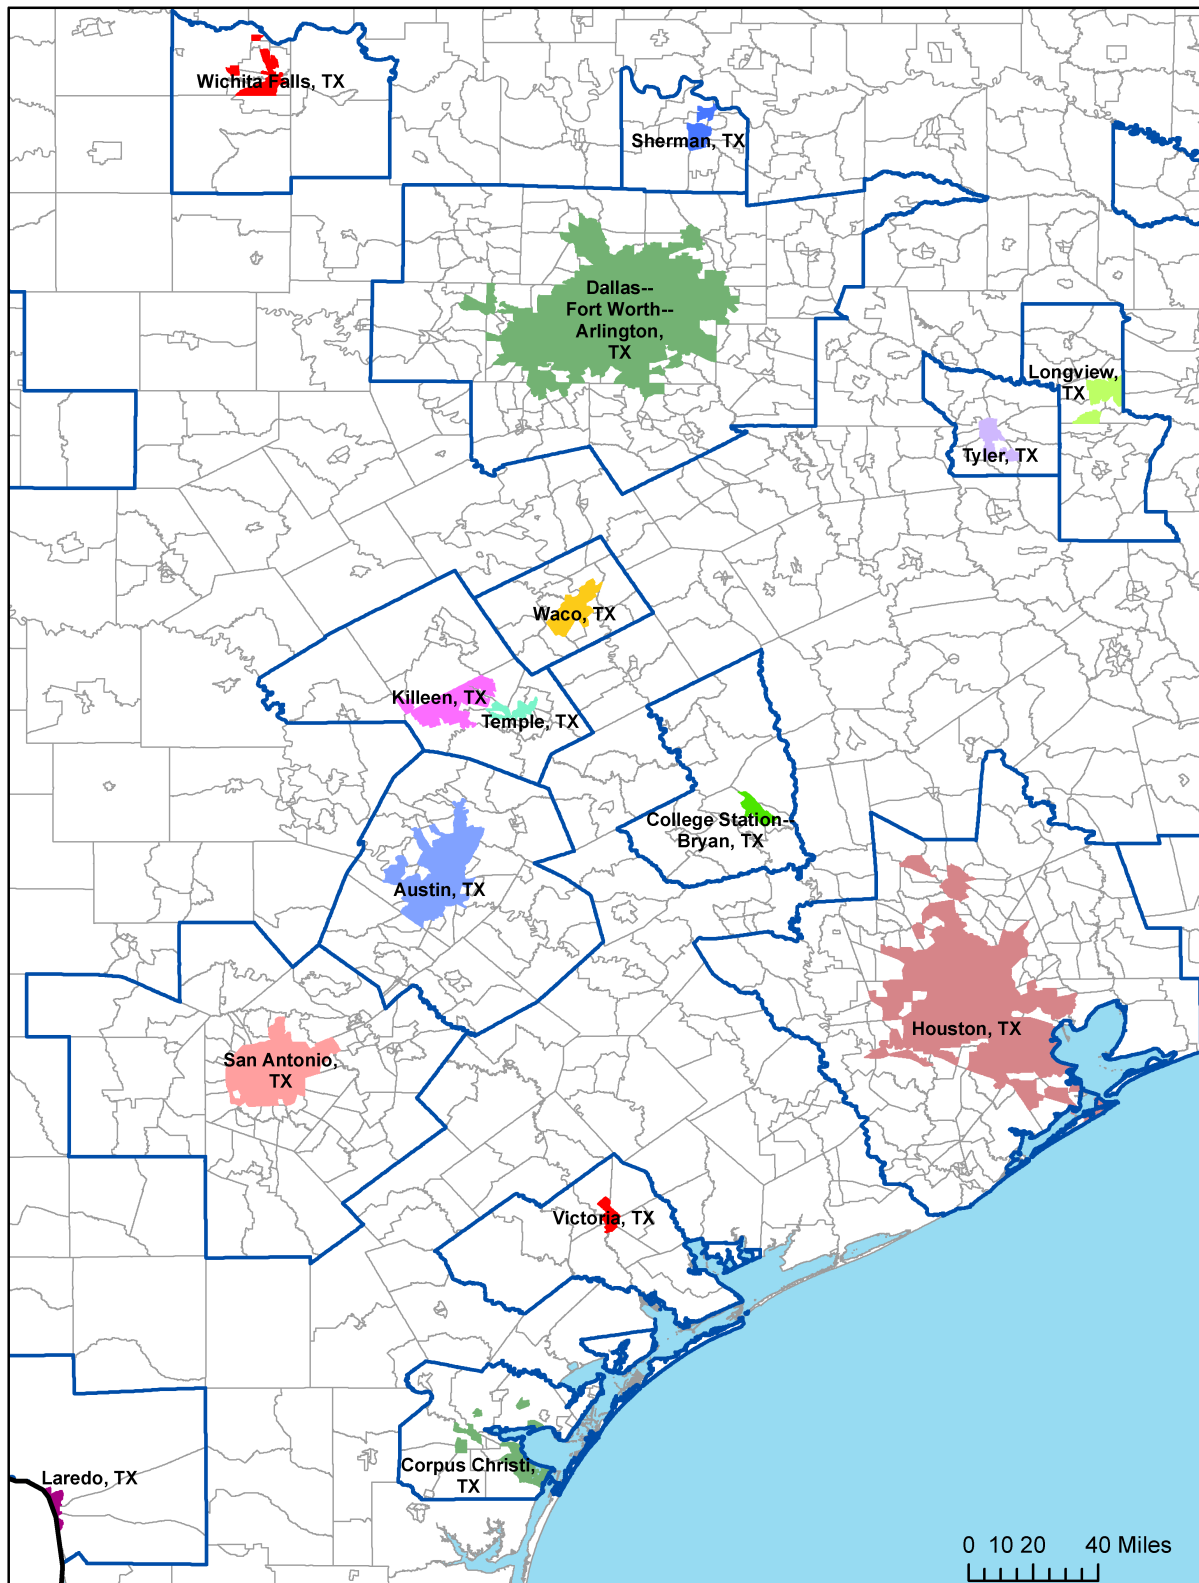 Wichita Falls, TX
Sherman, TX
Dallas--
Fort Worth--
Arlington,
TX
Longview,
TX
Tyler, TX
Waco, TX
Killeen, TX
Temple, TX
College Station--
Bryan, TX
Austin, TX
Houston, TX
San Antonio,
TX
Victoria, TX
Corpus Christi,
TX
Laredo, TX
0 10 20 40 Miles